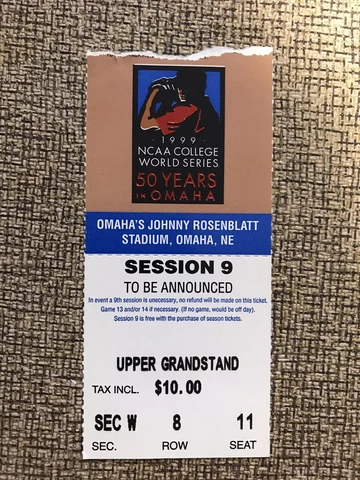 · 1999 ·
NCAA COLLEGE
WORLD SERIES
50 YEARS
IN OMAHA
OMAHA'S JOHNNY ROSENBLATT
STADIUM, OMAHA, NE
SESSION 9
TO BE ANNOUNCED
In event a 9th session is unecessary, no refund will be made on this ticket.
Game 13 and/or 14 if necessary. (If no game, would be off day).
Session 9 is free with the purchase of season tickets.
UPPER GRANDSTAND
TAX INCL. $10.00
SEC W 8 11
SEC. ROW SEAT